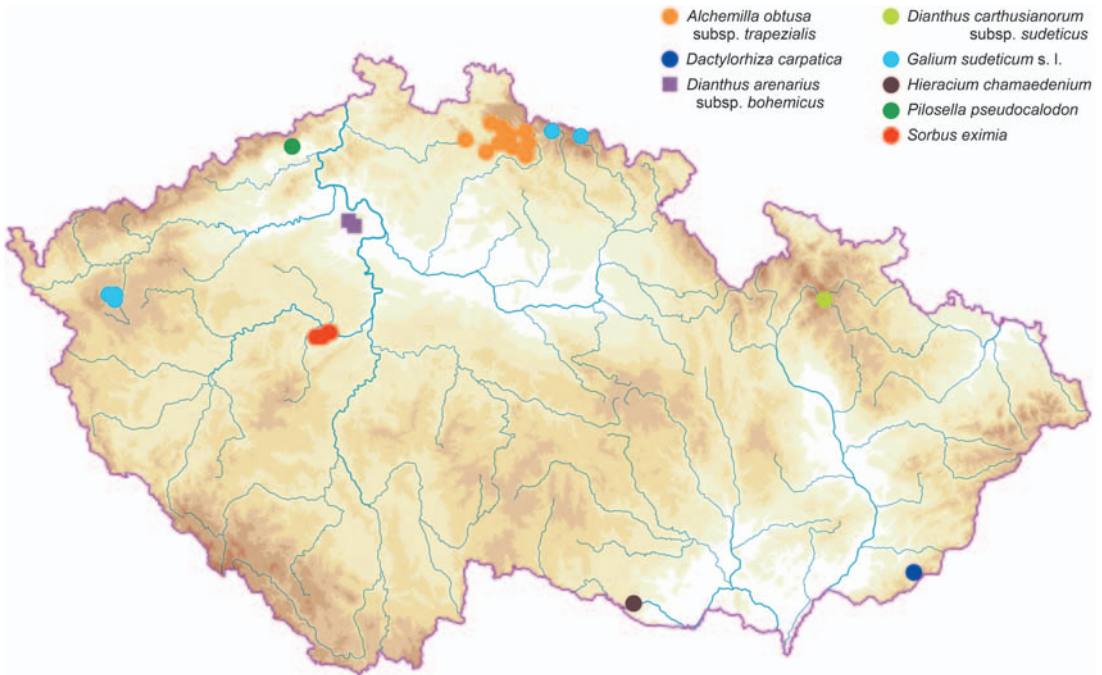 Alchemilla obtusa
subsp. trapezialis
Dactylorhiza carpatica
Dianthus arenarius
subsp. bohemicus
Dianthus carthusianorum
subsp. sudeticus
Galium sudeticum s. l.
Hieracium chamaedenium
Pilosella pseudocalodon
Sorbus eximia